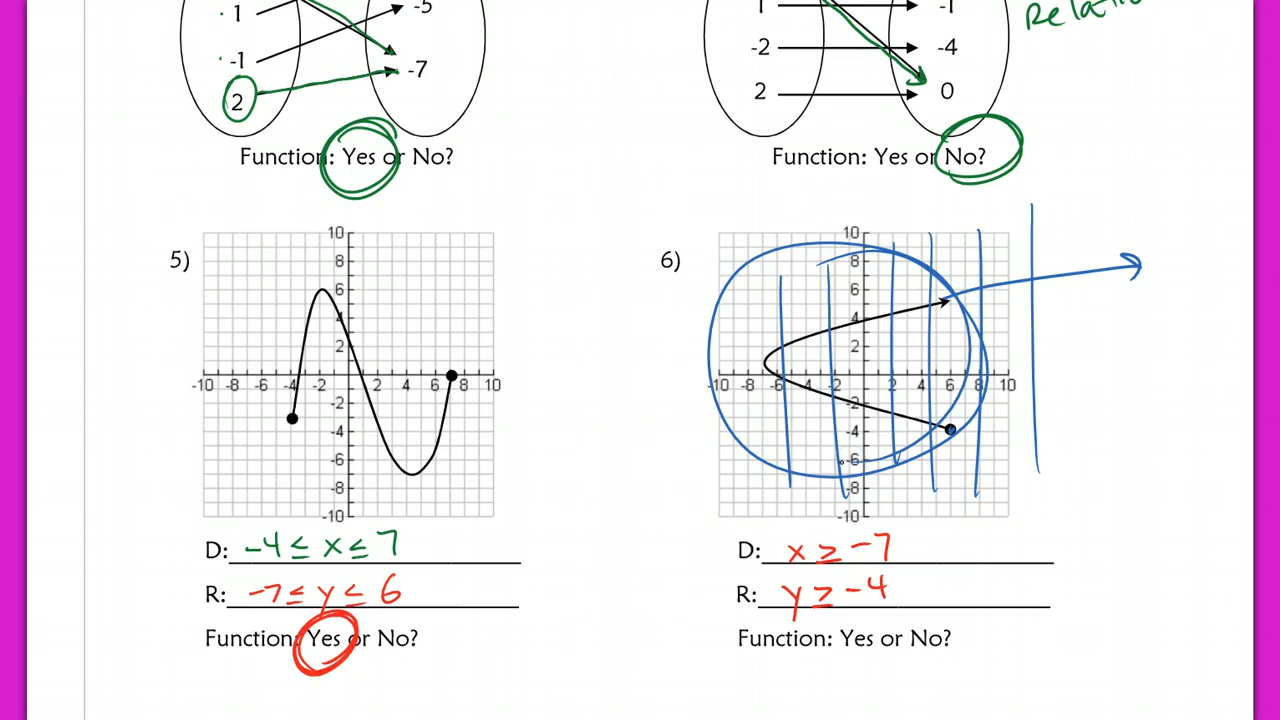 1 -5
-1 -7
2
Function: Yes or No?
1 -1
-2 -4
2 0
Function: Yes or No?
5)
10
8
6
4
2
-10 -8 -6 -4 -2 2 4 6 8 10
-2
-4
-6
-8
-10
D: -4 ≤ x ≤ 7
R: -7 ≤ y ≤ 6
Function: Yes or No?
6)
10
8
6
4
2
-10 -8 -6 -4 -2 2 4 6 8 10
-2
-4
-6
-8
-10
D: x ≥ -7
R: y ≥ -4
Function: Yes or No?